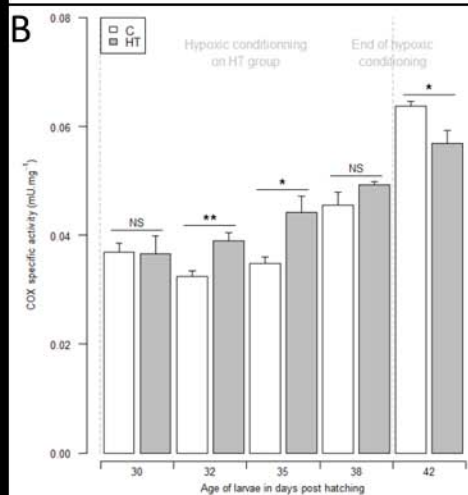 B
C
HT
Hypoxic conditionning
on HT group
End of hypoxic
conditioning
COX specific activity (mU.mg⁻¹)
0.08
0.06
0.04
0.02
0.00
NS
**
*
NS
*
30
32
35
38
42
Age of larvae in days post hatching